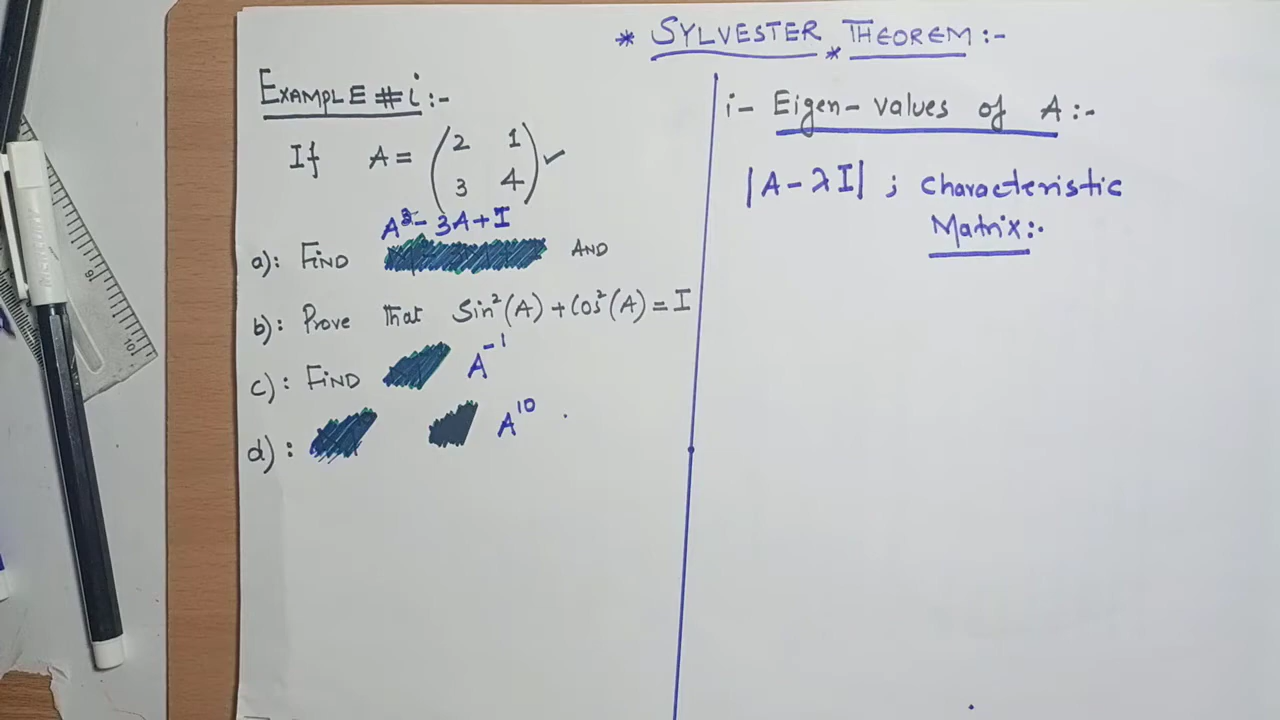 * SYLVESTER * THEOREM:-
EXAMPLE # i:-
If A = (2 1
3 4) ✓
A³ - 3A + I
a): FIND AND
b): Prove that Sin²(A) + Cos²(A) = I
c): FIND A⁻¹
d): A¹⁰
i- Eigen-values of A:-
|A - λI| ; Characteristic
Matrix:-